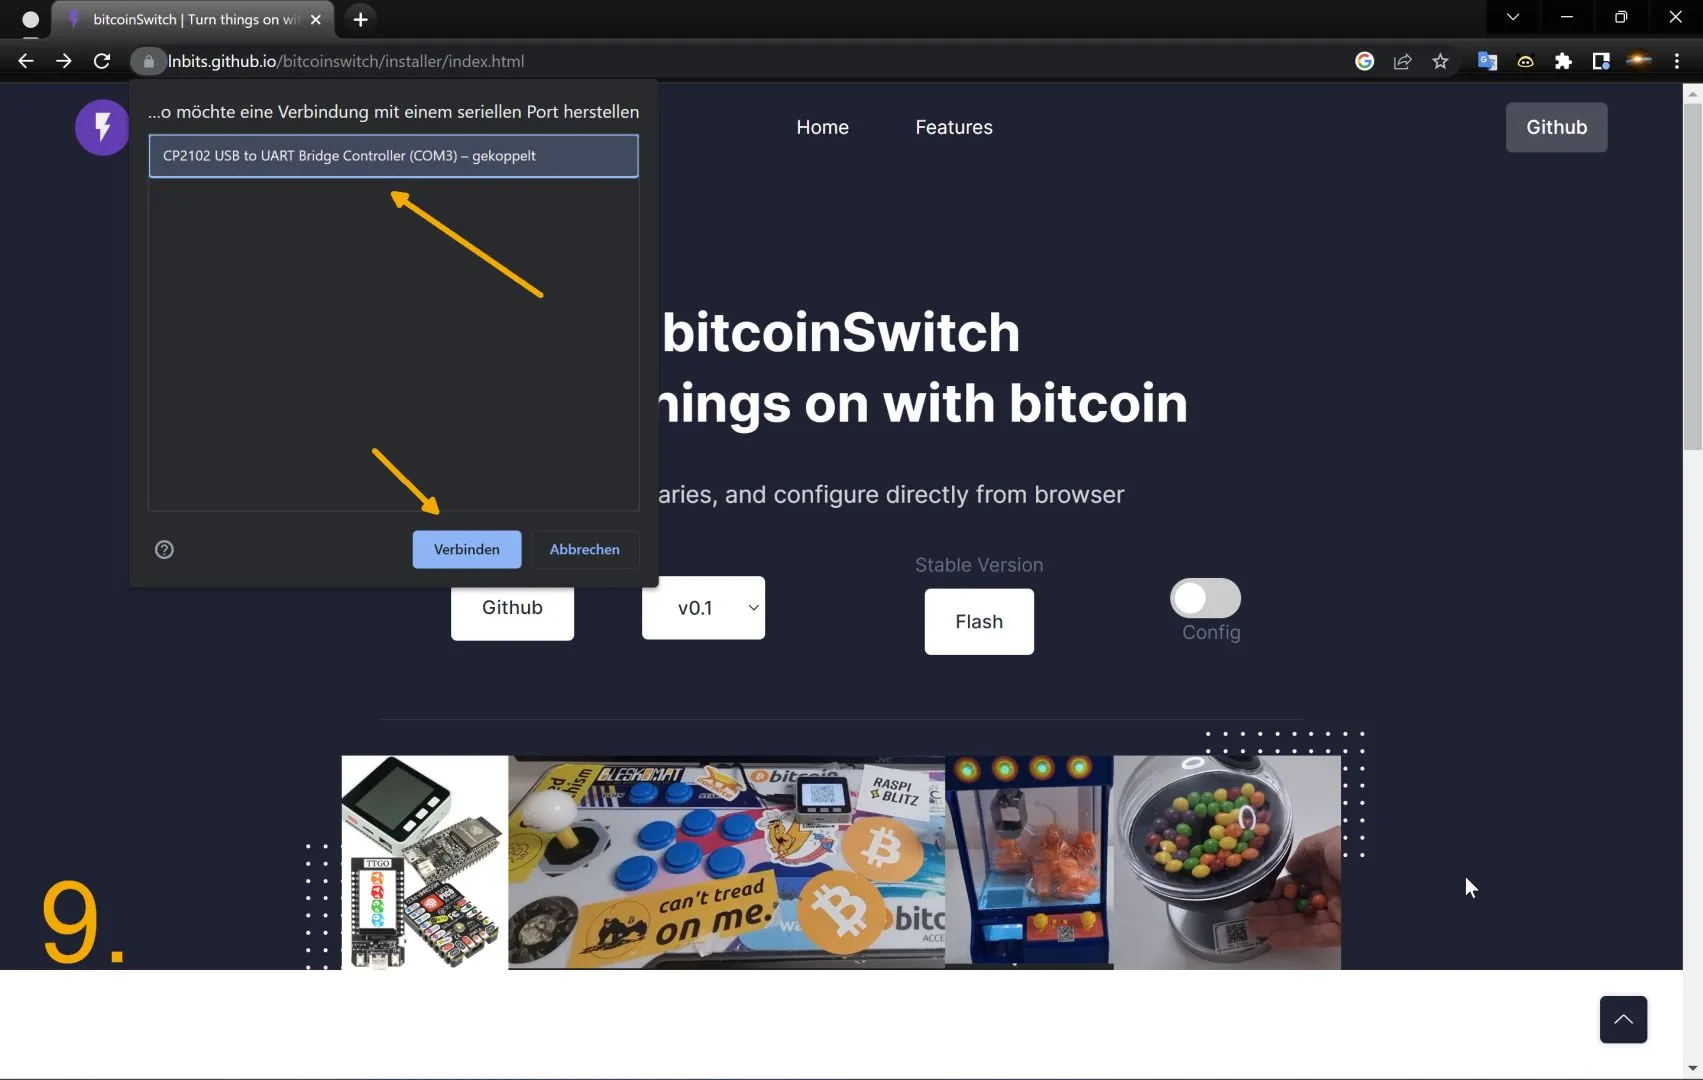 bitcoinSwitch | Turn things on wi
lnbits.github.io/bitcoinswitch/installer/index.html
...o möchte eine Verbindung mit einem seriellen Port herstellen
CP2102 USB to UART Bridge Controller (COM3) – gekoppelt
Verbinden
Abbrechen
Home
Features
Github
bitcoinSwitch
hings on with bitcoin
aries, and configure directly from browser
Github
v0.1
Stable Version
Flash
Config
TTGO
BLESKOMAT
bitcoin
RASPI
BLITZ
can't tread
on me.
bitc
ACCE
9.